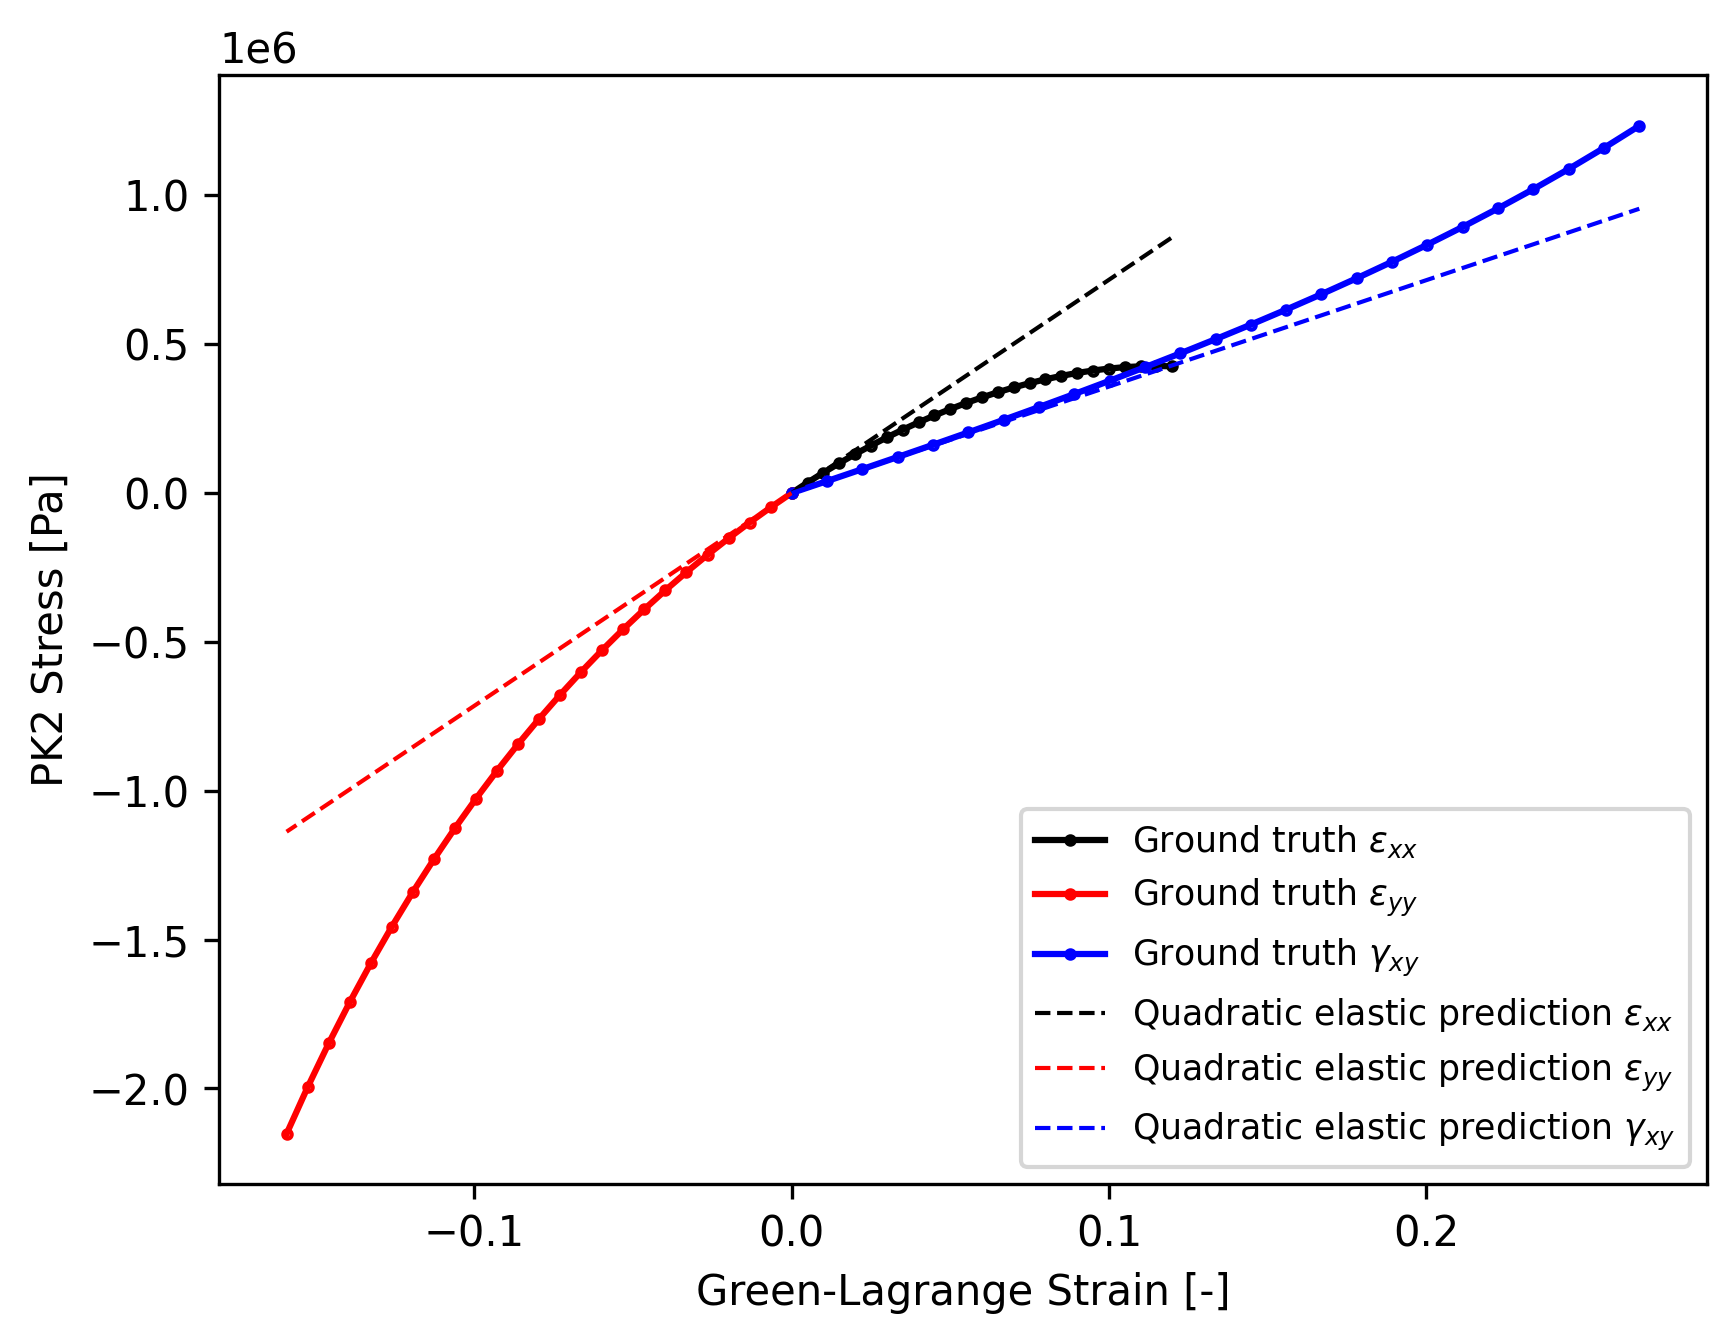 1e6
1.0
0.5
0.0
−0.5
−1.0
−1.5
−2.0
PK2 Stress [Pa]
−0.1
0.0
0.1
0.2
Green-Lagrange Strain [-]
Ground truth εxx
Ground truth εyy
Ground truth γxy
Quadratic elastic prediction εxx
Quadratic elastic prediction εyy
Quadratic elastic prediction γxy